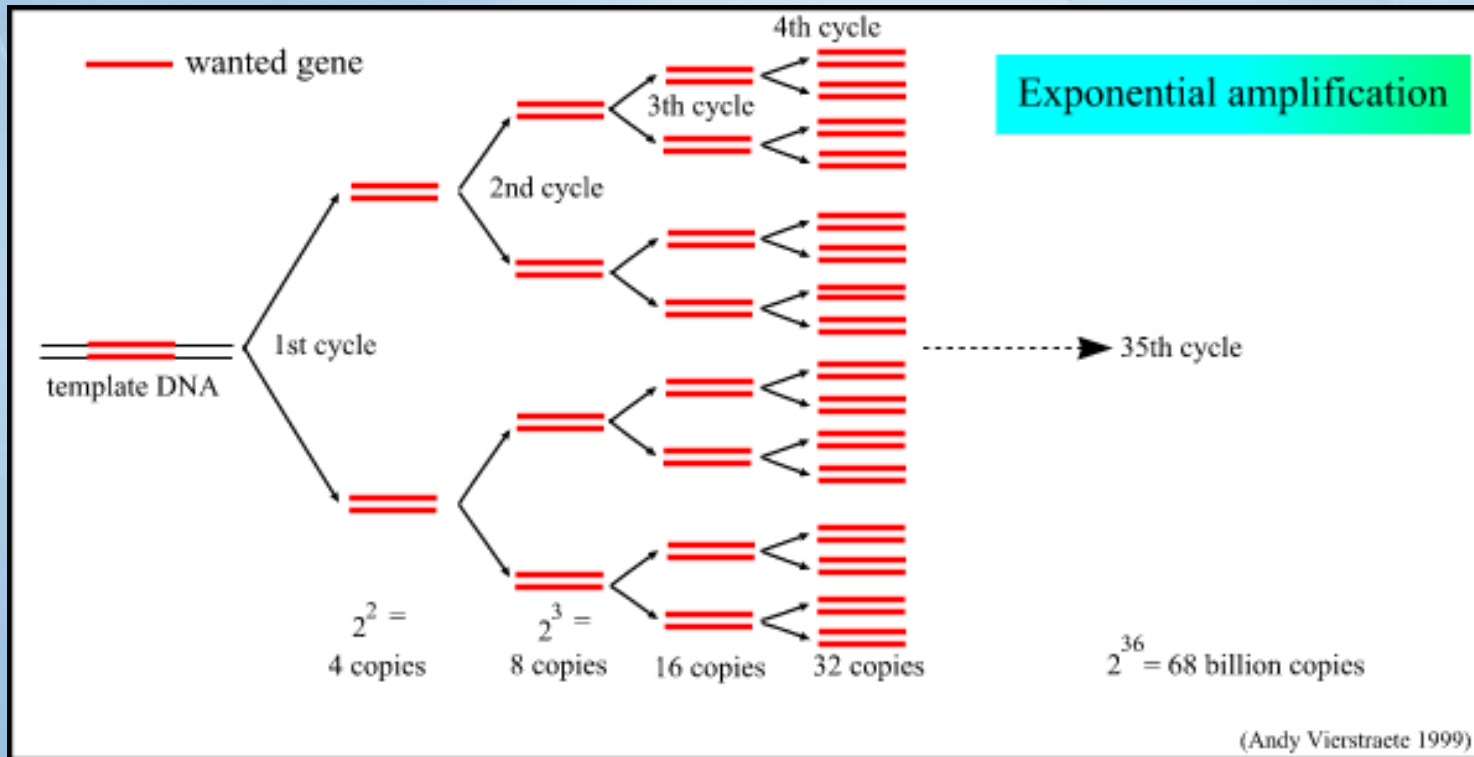 4th cycle
wanted gene
Exponential amplification
3th cycle
2nd cycle
1st cycle
35th cycle
template DNA
2^2 =
4 copies
2^3 =
8 copies
16 copies
32 copies
2^36 = 68 billion copies
(Andy Vierstraete 1999)